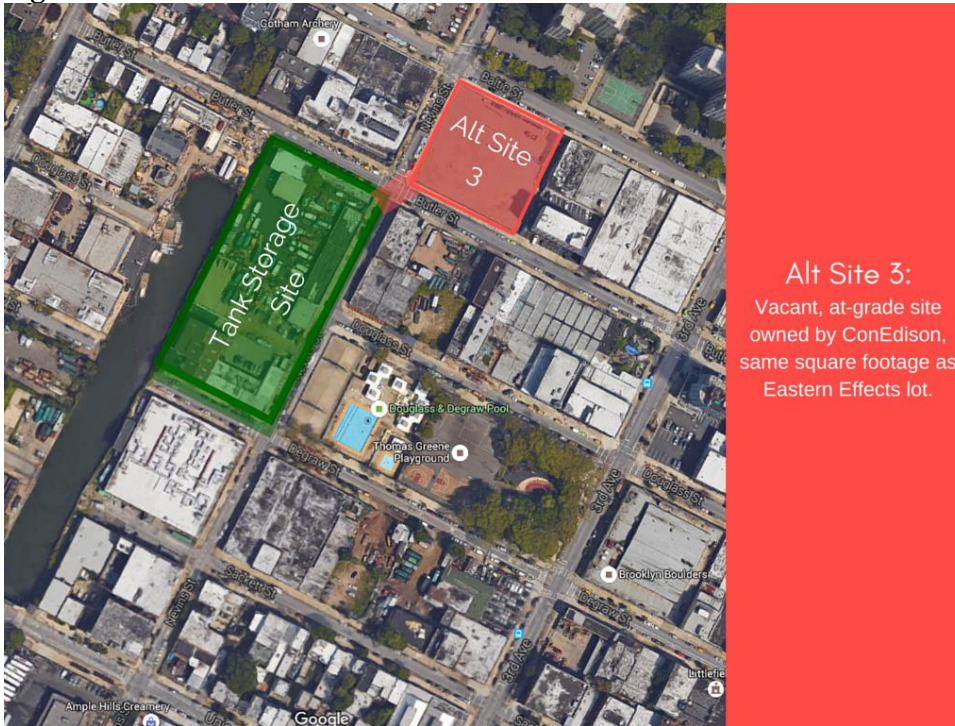 Gotham Archery
Butler St
Baltic St
Nevins St
Butler St
Alt Site
3
Douglass St
Butler St
Tank Storage
Site
3rd Ave
Douglass St
Douglass & Degraw Pool
Thomas Greene
Playground
Degraw St
3rd Ave
Douglass St
Brooklyn Boulders
Sackett St
Nevins St
Degraw St
3rd Ave
Littlefie
Ample Hills Creamery
Google
Alt Site 3:
Vacant, at-grade site
owned by ConEdison,
same square footage as
Eastern Effects lot.